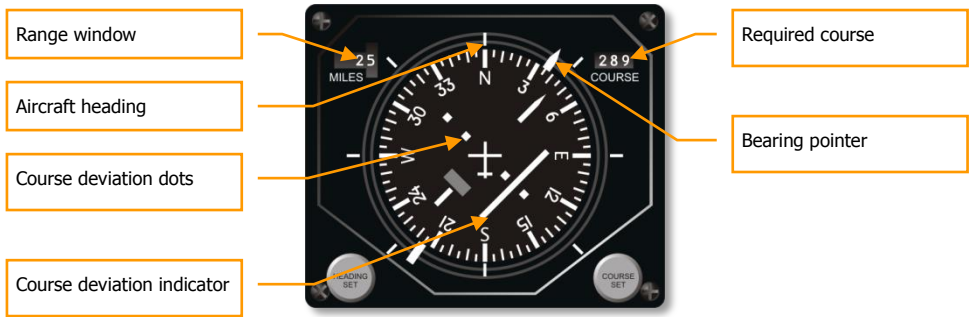 Range window
Aircraft heading
Course deviation dots
Course deviation indicator
25
MILES
289
COURSE
N
3
6
E
12
15
S
21
24
W
30
33
HEADING
SET
COURSE
SET
Required course
Bearing pointer